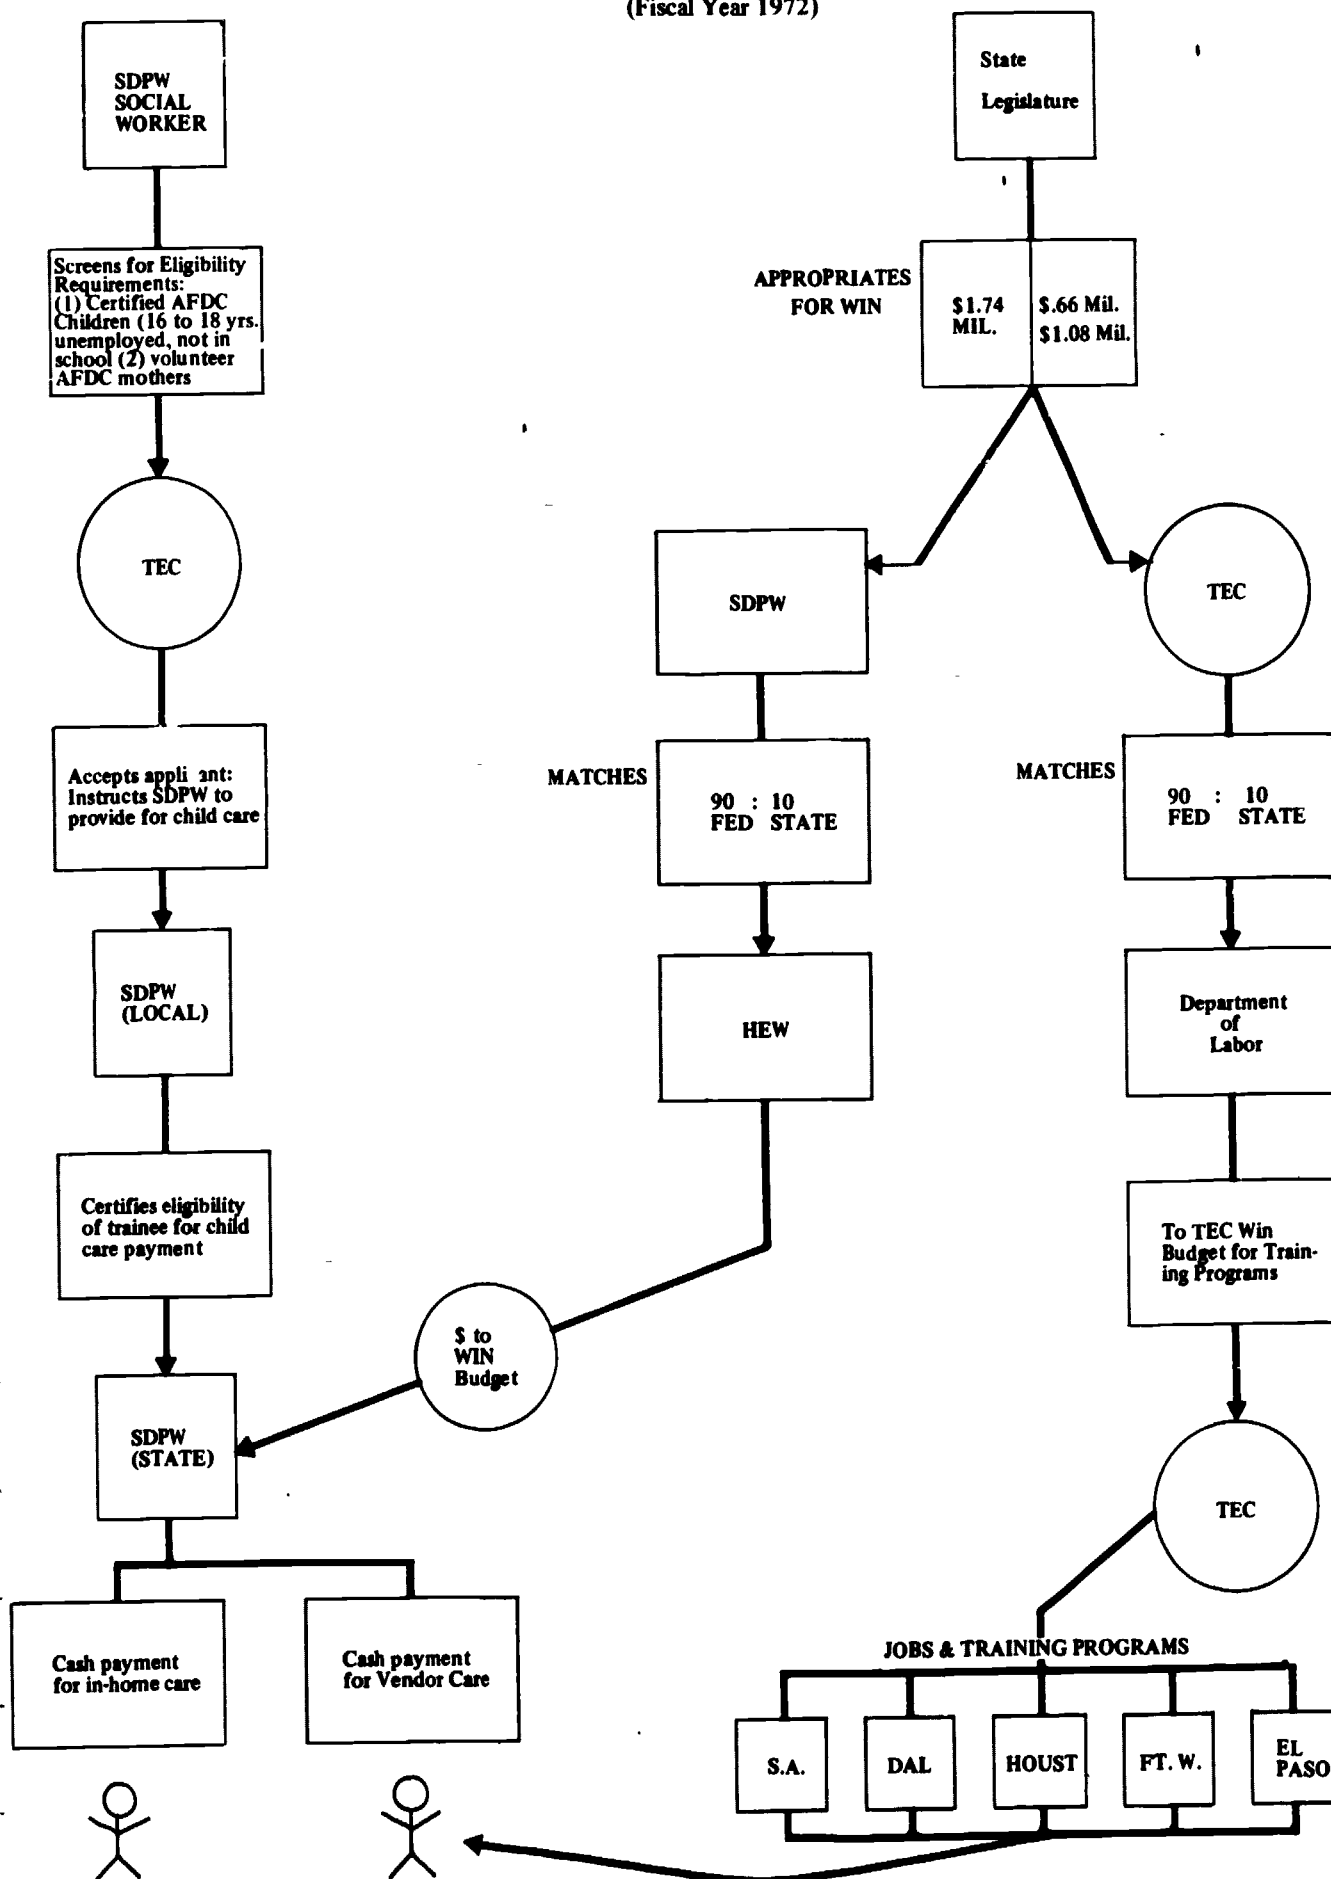 (Fiscal Year 1972)
SDPW
SOCIAL
WORKER
Screens for Eligibility
Requirements:
(1) Certified AFDC
Children (16 to 18 yrs.
unemployed, not in
school (2) volunteer
AFDC mothers
TEC
Accepts appli ant:
Instructs SDPW to
provide for child care
SDPW
(LOCAL)
Certifies eligibility
of trainee for child
care payment
SDPW
(STATE)
Cash payment
for in-home care
Cash payment
for Vendor Care
State
Legislature
APPROPRIATES
FOR WIN
$1.74
MIL.
$.66 Mil.
$1.08 Mil.
SDPW
MATCHES
90 : 10
FED STATE
HEW
$ to
WIN
Budget
TEC
MATCHES
90 : 10
FED STATE
Department
of
Labor
To TEC Win
Budget for Train-
ing Programs
TEC
JOBS & TRAINING PROGRAMS
S.A.
DAL
HOUST
FT. W.
EL
PASO